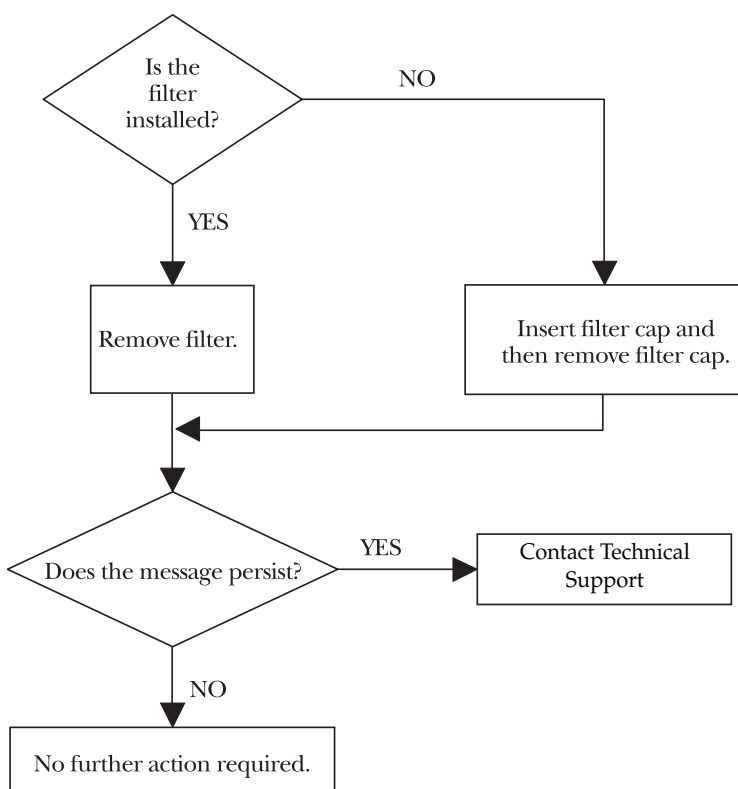 Is the
filter
installed?
NO
YES
Remove filter.
Insert filter cap and
then remove filter cap.
Does the message persist?
YES
Contact Technical
Support
NO
No further action required.